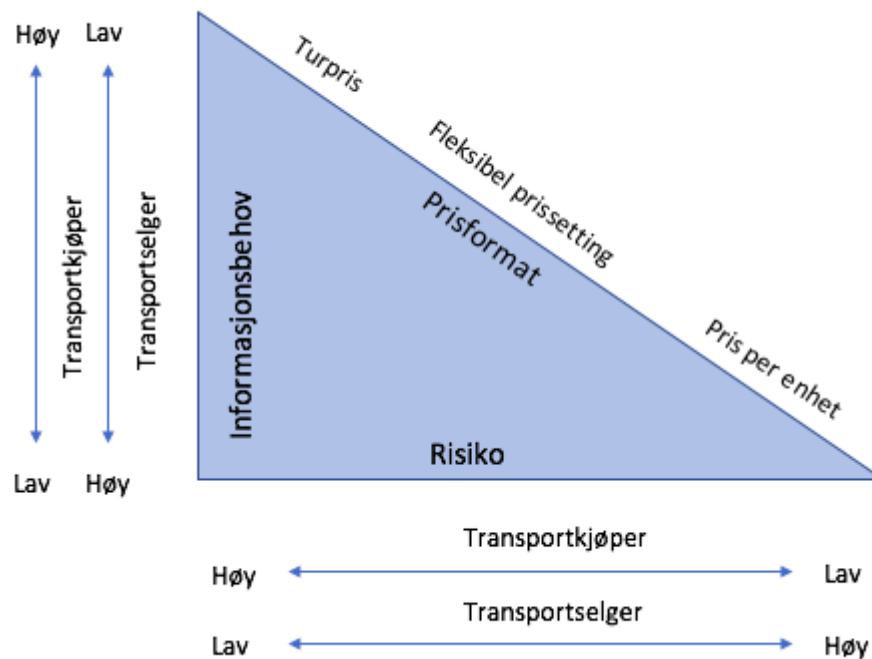 Høy Lav
Turpris
Fleksibel prissetting
Prisformat
Pris per enhet
Transportkjøper
Transportselger
Informasjonsbehov
Risiko
Lav Høy
Transportkjøper
Høy Lav
Transportselger
Lav Høy